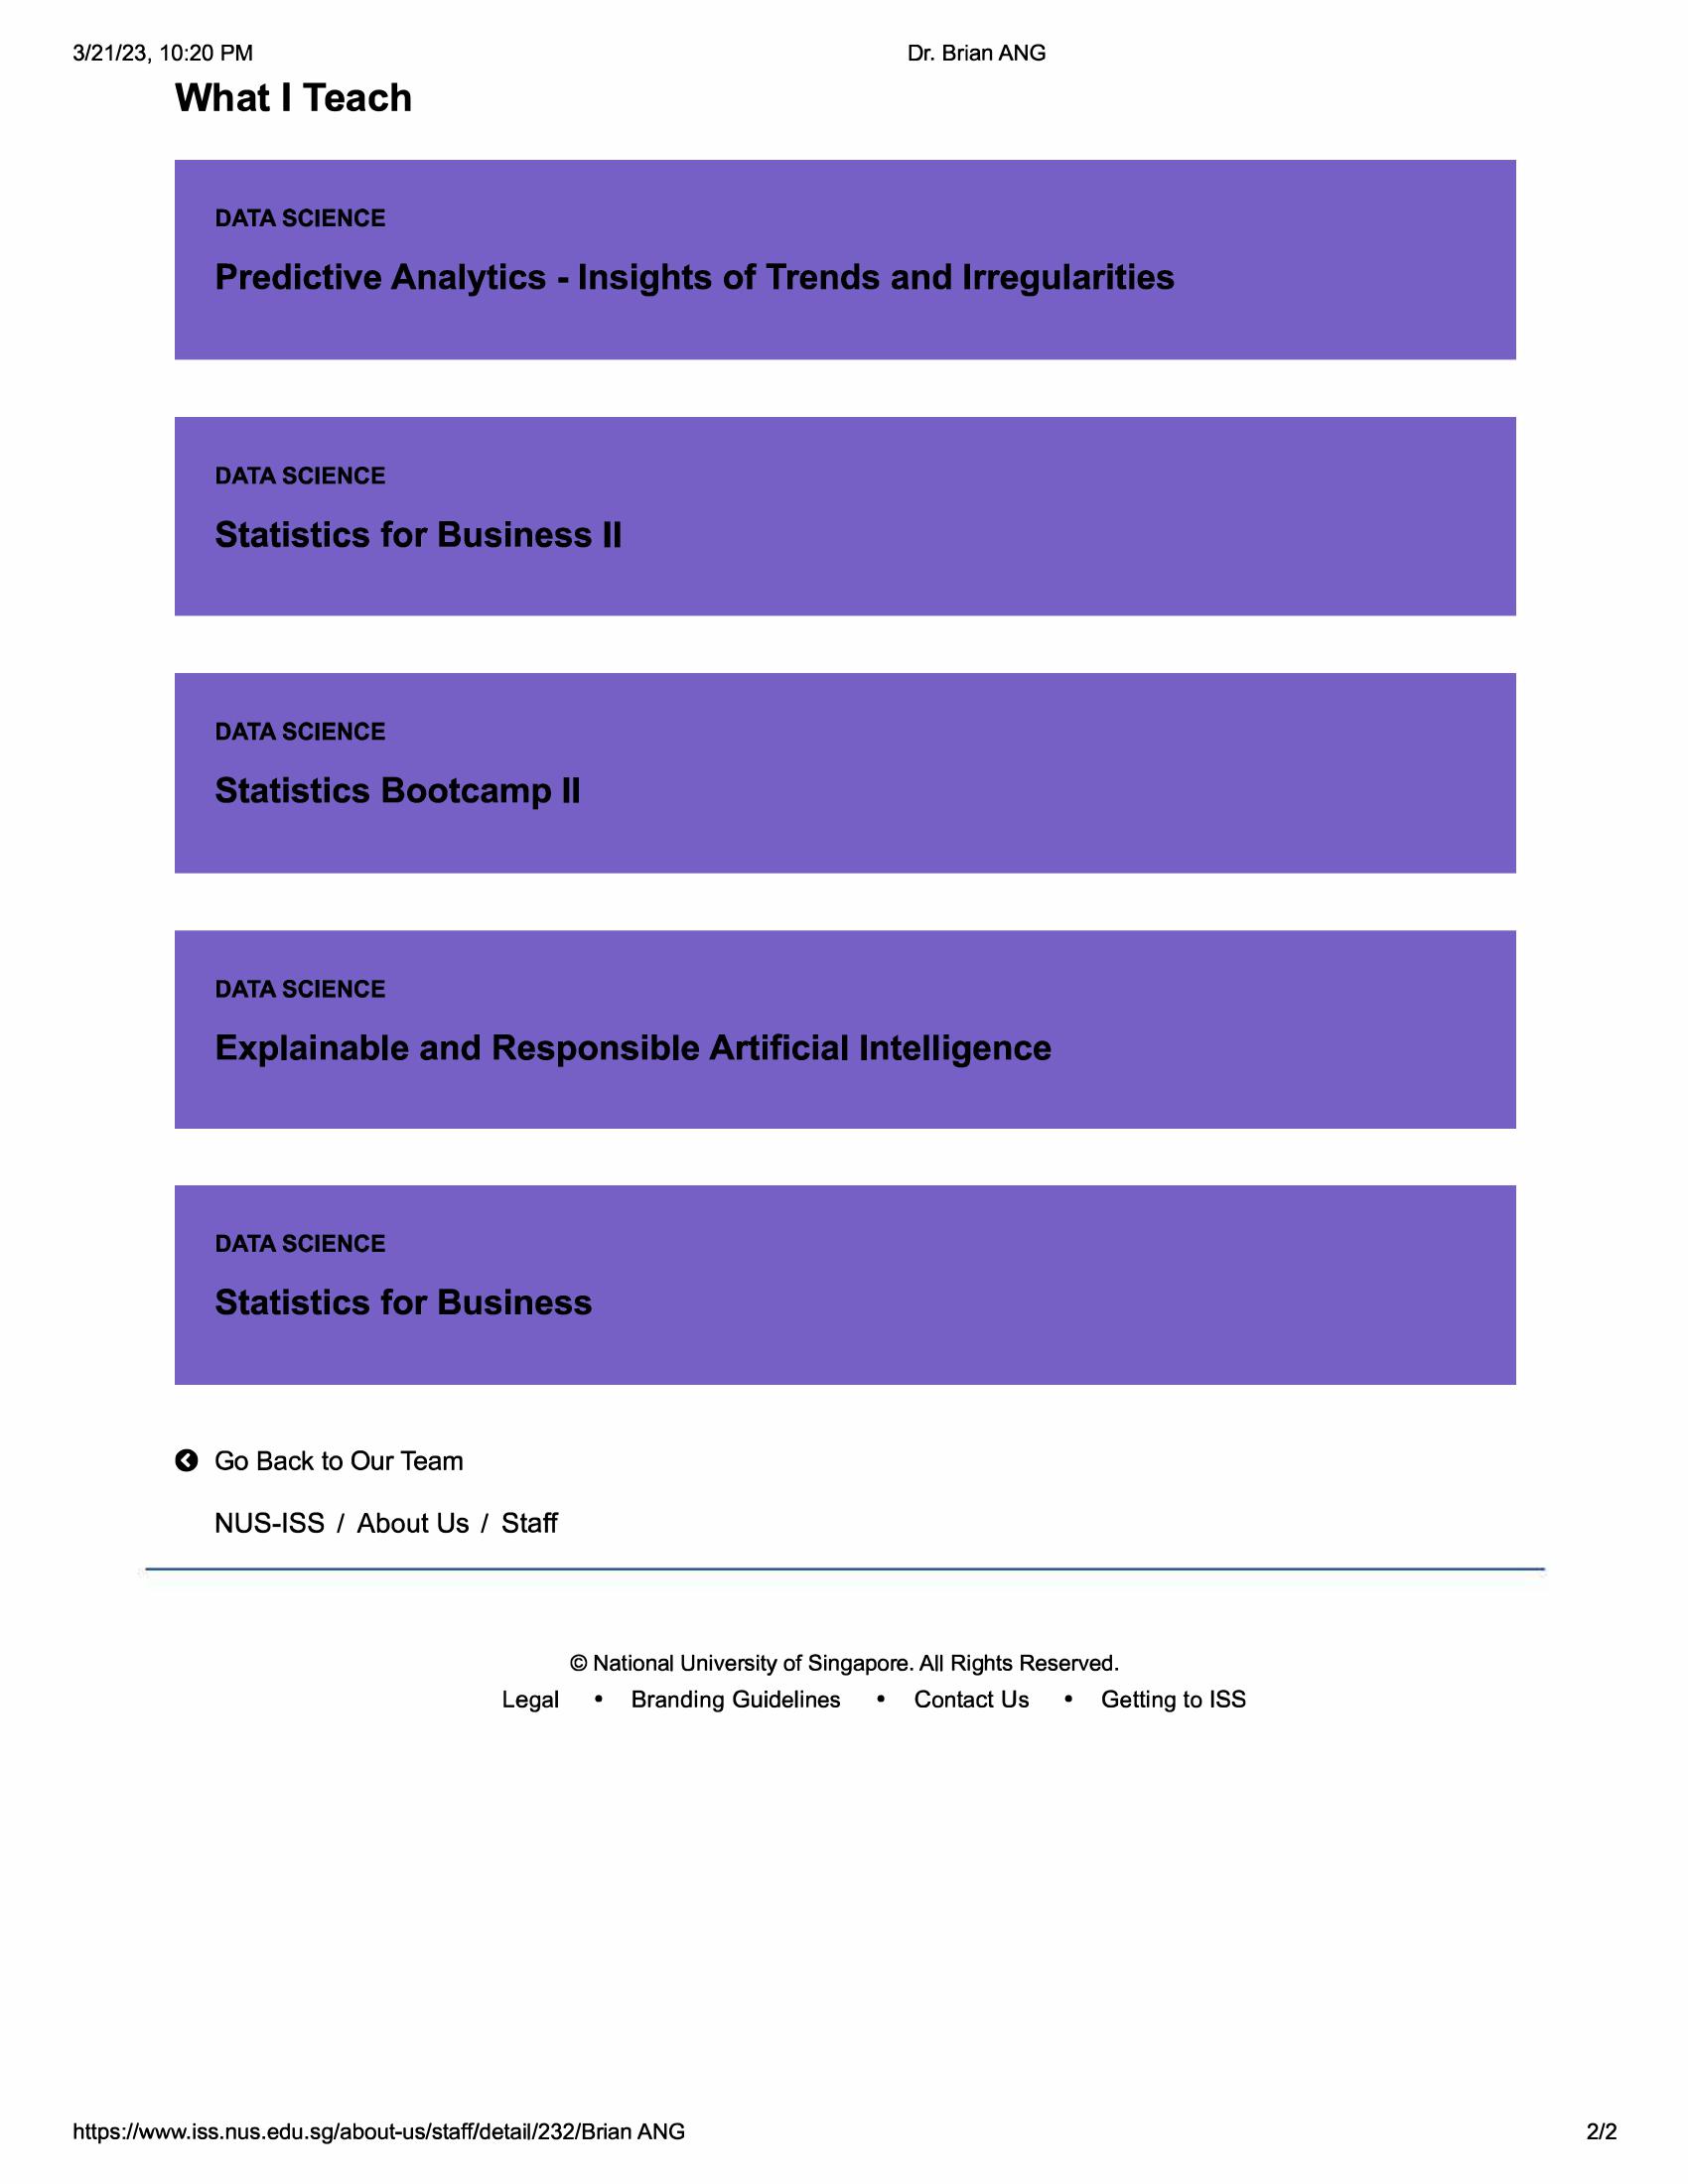 3/21/23, 10:20 PM Dr. Brian ANG
What I Teach
DATA SCIENCE
Predictive Analytics - Insights of Trends and Irregularities
DATA SCIENCE
Statistics for Business II
DATA SCIENCE
Statistics Bootcamp II
DATA SCIENCE
Explainable and Responsible Artificial Intelligence
DATA SCIENCE
Statistics for Business
Go Back to Our Team
NUS-ISS / About Us / Staff
© National University of Singapore. All Rights Reserved.
Legal • Branding Guidelines • Contact Us • Getting to ISS
https://www.iss.nus.edu.sg/about-us/staff/detail/232/Brian ANG 2/2